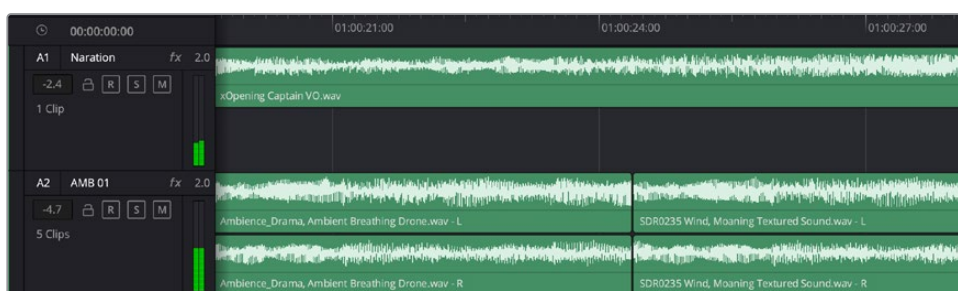 00:00:00:00 01:00:21:00 01:00:24:00 01:00:27:00
A1 Naration fx 2.0
-2.4 R S M
xOpening Captain VO.wav
1 Clip
A2 AMB 01 fx 2.0
-4.7 R S M
Ambience_Drama, Ambient Breathing Drone.wav - L SDR0235 Wind, Moaning Textured Sound.wav - L
5 Clips
Ambience_Drama, Ambient Breathing Drone.wav - R SDR0235 Wind, Moaning Textured Sound.wav - R